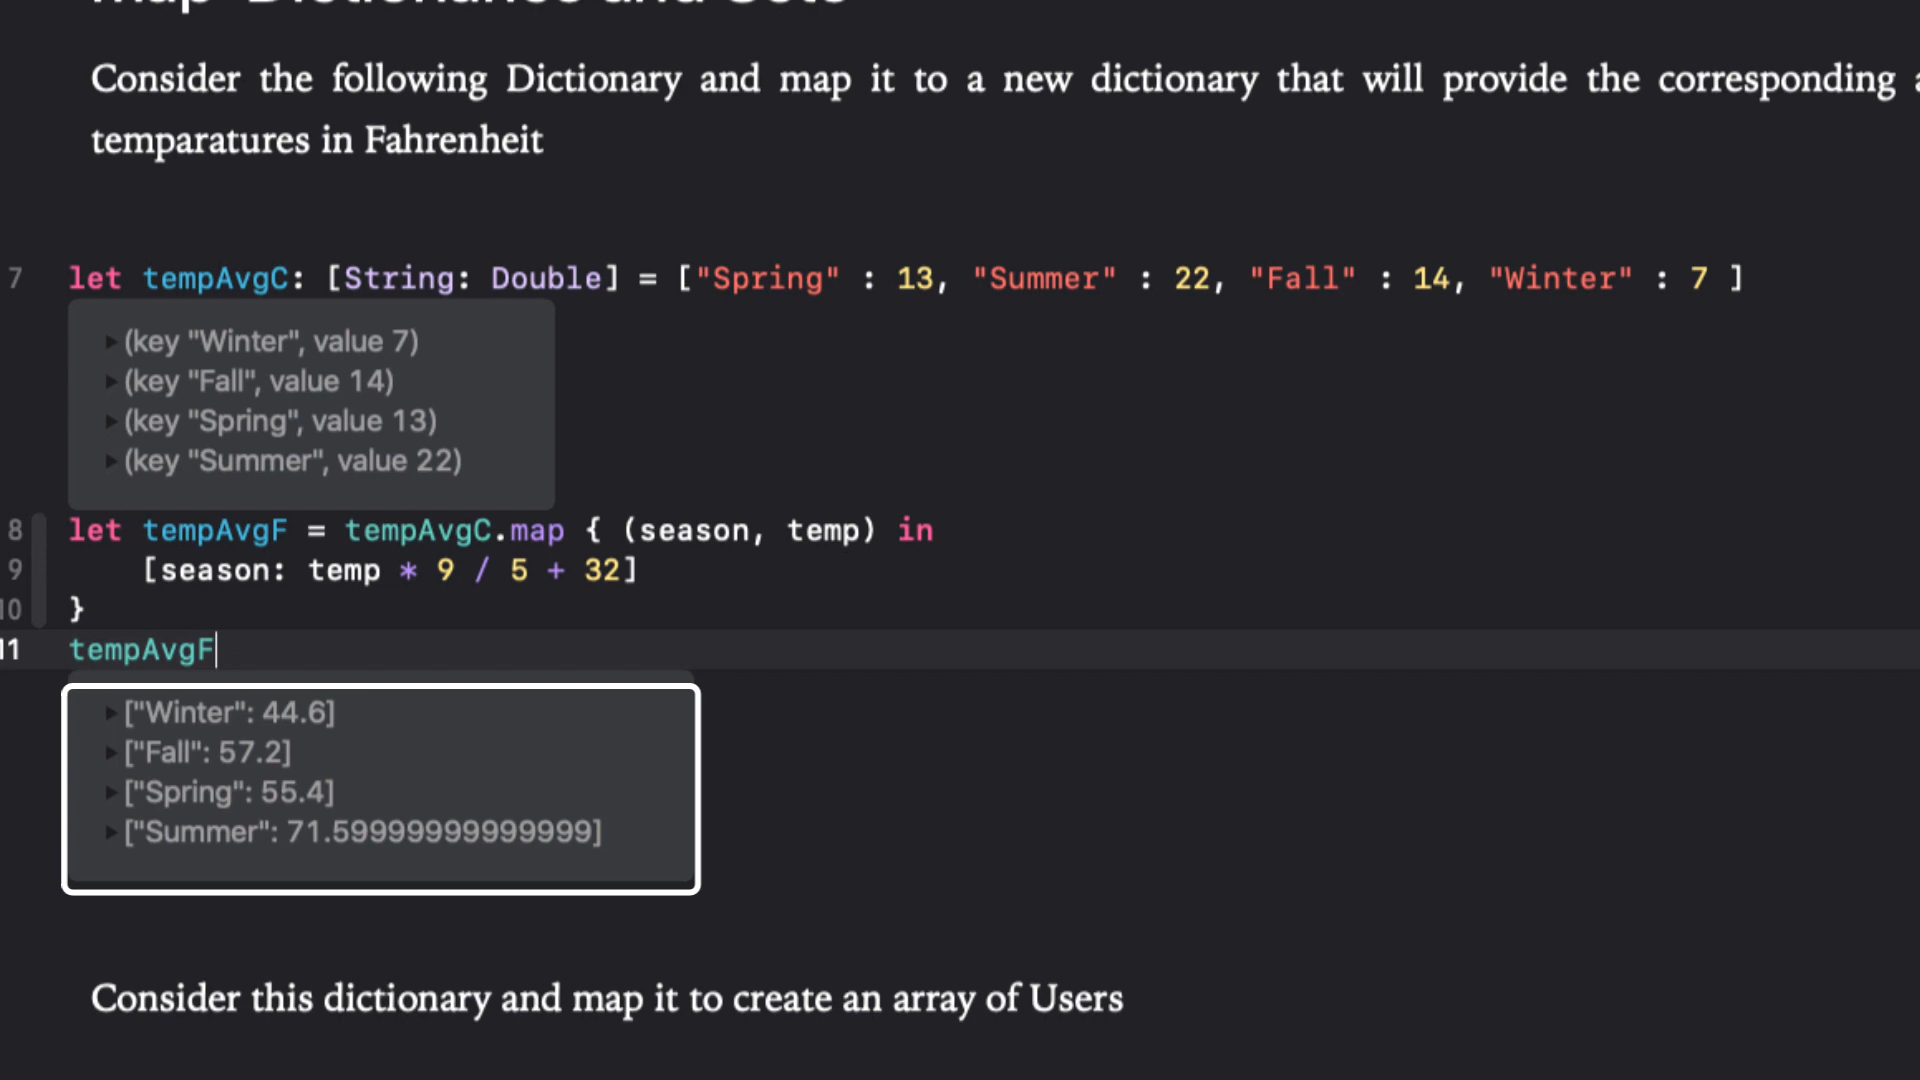 Consider the following Dictionary and map it to a new dictionary that will provide the corresponding
temparatures in Fahrenheit
7 let tempAvgC: [String: Double] = ["Spring" : 13, "Summer" : 22, "Fall" : 14, "Winter" : 7 ]
(key "Winter", value 7)
(key "Fall", value 14)
(key "Spring", value 13)
(key "Summer", value 22)
8 let tempAvgF = tempAvgC.map { (season, temp) in
9 [season: temp * 9 / 5 + 32]
10 }
11 tempAvgF
["Winter": 44.6]
["Fall": 57.2]
["Spring": 55.4]
["Summer": 71.59999999999999]
Consider this dictionary and map it to create an array of Users